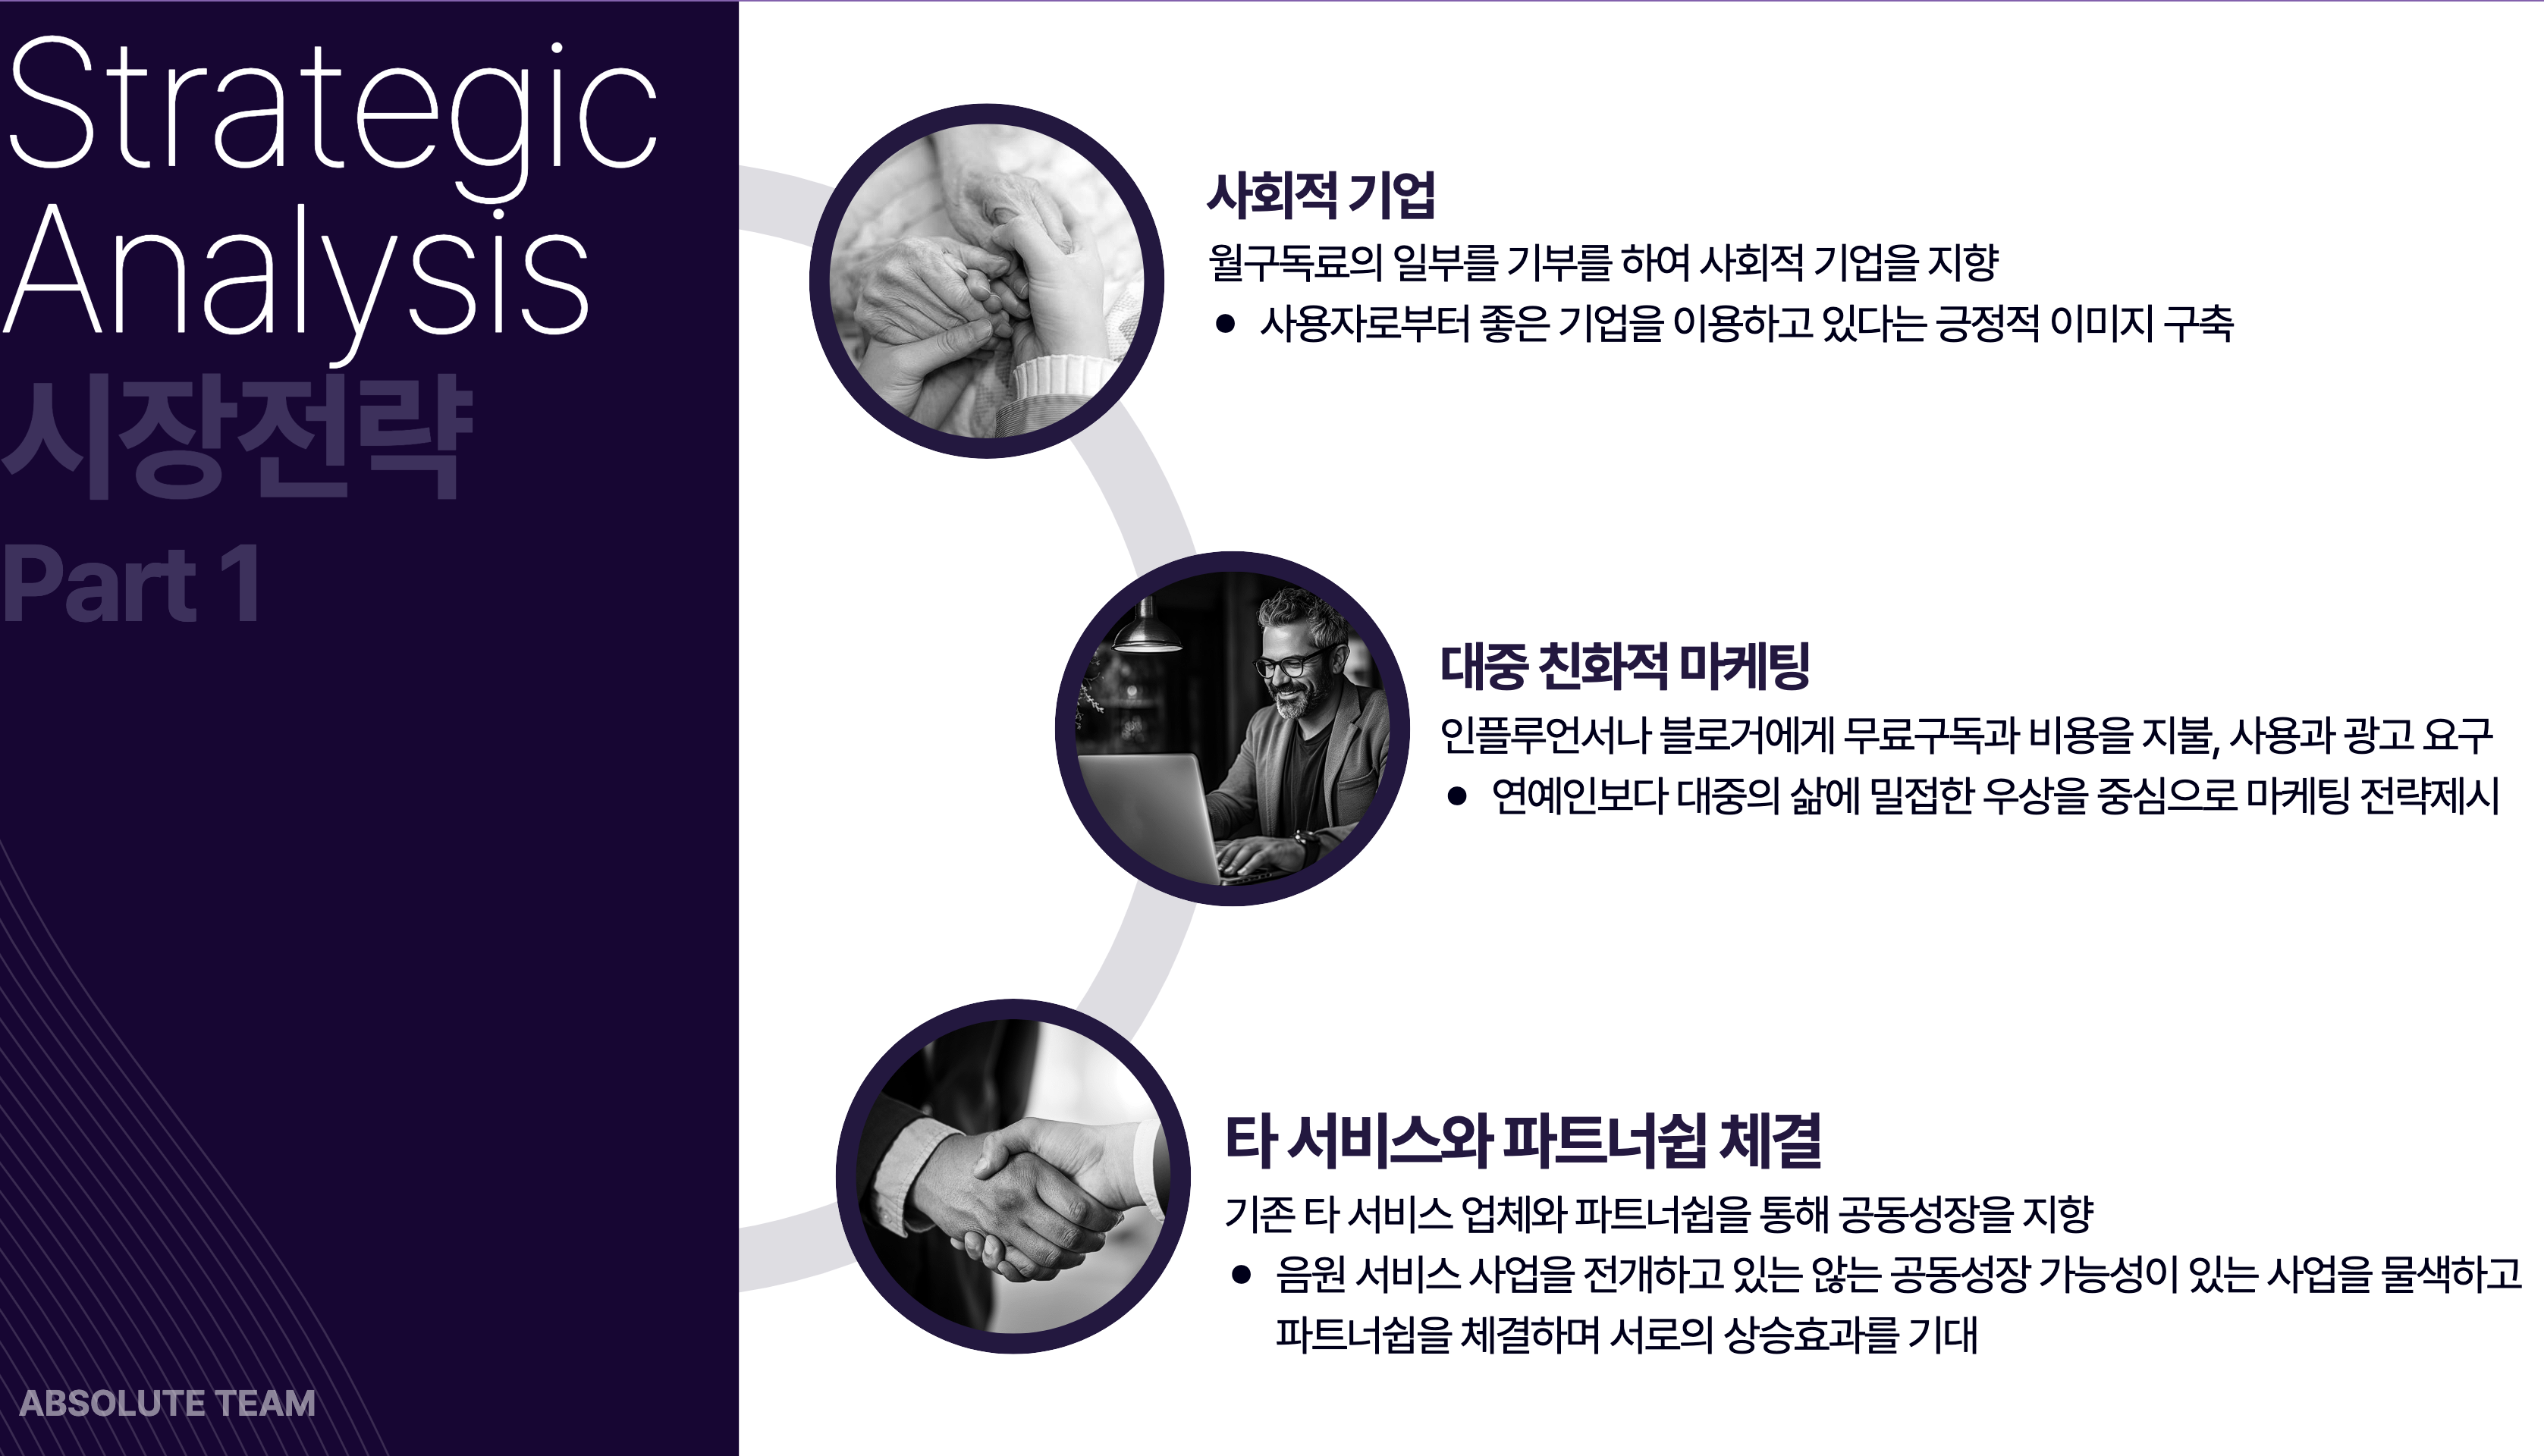 Strategic
Analysis
시장전략
Part 1
ABSOLUTE TEAM
사회적 기업
월구독료의 일부를 기부를 하여 사회적 기업을 지향
● 사용자로부터 좋은 기업을 이용하고 있다는 긍정적 이미지 구축
대중 친화적 마케팅
인플루언서나 블로거에게 무료구독과 비용을 지불, 사용과 광고 요구
● 연예인보다 대중의 삶에 밀접한 우상을 중심으로 마케팅 전략제시
타 서비스와 파트너쉽 체결
기존 타 서비스 업체와 파트너쉽을 통해 공동성장을 지향
● 음원 서비스 사업을 전개하고 있는 않는 공동성장 가능성이 있는 사업을 물색하고
파트너쉽을 체결하며 서로의 상승효과를 기대